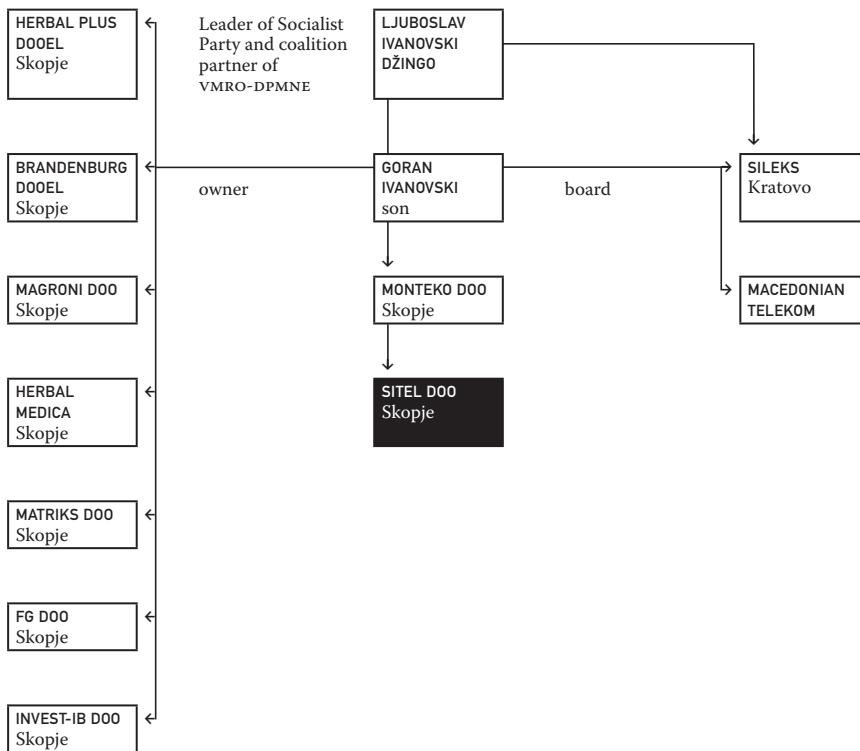 HERBAL PLUS
DOOEL
Skopje
Leader of Socialist
Party and coalition
partner of
VMRO-DPMNE
LJUBOSLAV
IVANOVSKI
DŽINGO
BRANDENBURG
DOOEL
Skopje
owner
GORAN
IVANOVSKI
son
board
SILEKS
Kratovo
MAGRONI DOO
Skopje
MONTEKO DOO
Skopje
MACEDONIAN
TELEKOM
HERBAL
MEDICA
Skopje
SITEL DOO
Skopje
MATRIKS DOO
Skopje
FG DOO
Skopje
INVEST-IB DOO
Skopje